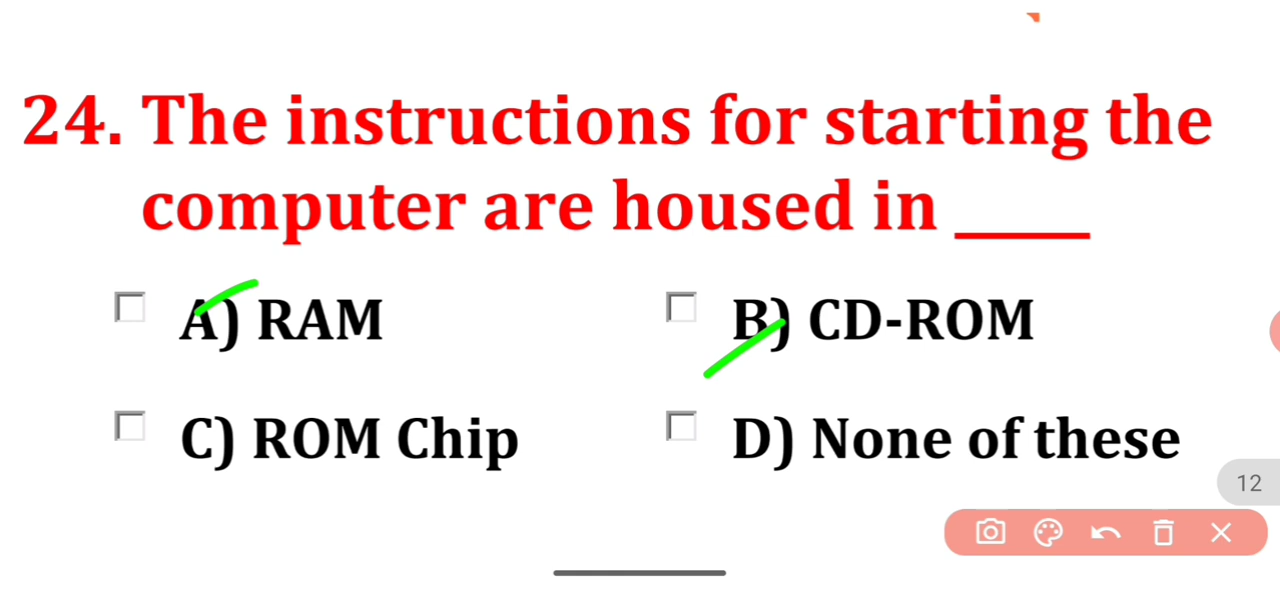 24. The instructions for starting the
computer are housed in _____
A) RAM
B) CD-ROM
C) ROM Chip
D) None of these
12